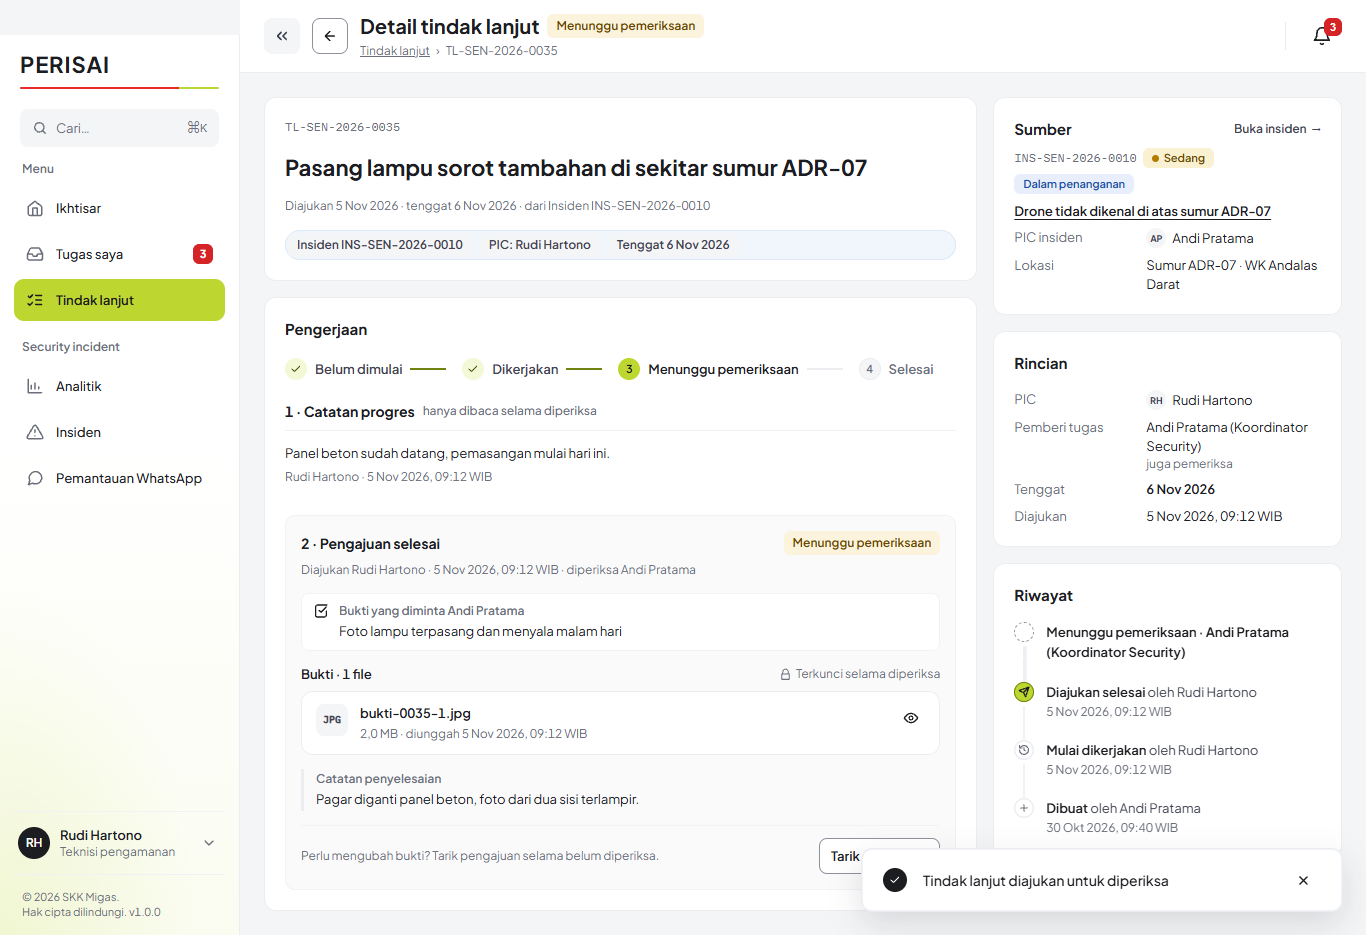 PERISAI
Cari...
⌘K
Menu
Ikhtisar
Tugas saya
3
Tindak lanjut
Security incident
Analitik
Insiden
Pemantauan WhatsApp
RH
Rudi Hartono
Teknisi pengamanan
© 2026 SKK Migas.
Hak cipta dilindungi. v1.0.0
Detail tindak lanjut
Menunggu pemeriksaan
Tindak lanjut › TL-SEN-2026-0035
3
TL-SEN-2026-0035
Pasang lampu sorot tambahan di sekitar sumur ADR-07
Diajukan 5 Nov 2026 · tenggat 6 Nov 2026 · dari Insiden INS-SEN-2026-0010
Insiden INS-SEN-2026-0010 PIC: Rudi Hartono Tenggat 6 Nov 2026
Pengerjaan
Belum dimulai
Dikerjakan
3 Menunggu pemeriksaan
4 Selesai
1 · Catatan progres hanya dibaca selama diperiksa
Panel beton sudah datang, pemasangan mulai hari ini.
Rudi Hartono · 5 Nov 2026, 09:12 WIB
2 · Pengajuan selesai
Menunggu pemeriksaan
Diajukan Rudi Hartono · 5 Nov 2026, 09:12 WIB · diperiksa Andi Pratama
Bukti yang diminta Andi Pratama
Foto lampu terpasang dan menyala malam hari
Bukti · 1 file
Terkunci selama diperiksa
JPG
bukti-0035-1.jpg
2,0 MB · diunggah 5 Nov 2026, 09:12 WIB
Catatan penyelesaian
Pagar diganti panel beton, foto dari dua sisi terlampir.
Perlu mengubah bukti? Tarik pengajuan selama belum diperiksa.
Tarik
Sumber
Buka insiden →
INS-SEN-2026-0010
Sedang
Dalam penanganan
Drone tidak dikenal di atas sumur ADR-07
PIC insiden
AP Andi Pratama
Lokasi
Sumur ADR-07 · WK Andalas
Darat
Rincian
PIC
RH Rudi Hartono
Pemberi tugas
Andi Pratama (Koordinator
Security)
juga pemeriksa
Tenggat
6 Nov 2026
Diajukan
5 Nov 2026, 09:12 WIB
Riwayat
Menunggu pemeriksaan · Andi Pratama
(Koordinator Security)
Diajukan selesai oleh Rudi Hartono
5 Nov 2026, 09:12 WIB
Mulai dikerjakan oleh Rudi Hartono
5 Nov 2026, 09:12 WIB
Dibuat oleh Andi Pratama
30 Okt 2026, 09:40 WIB
Tindak lanjut diajukan untuk diperiksa